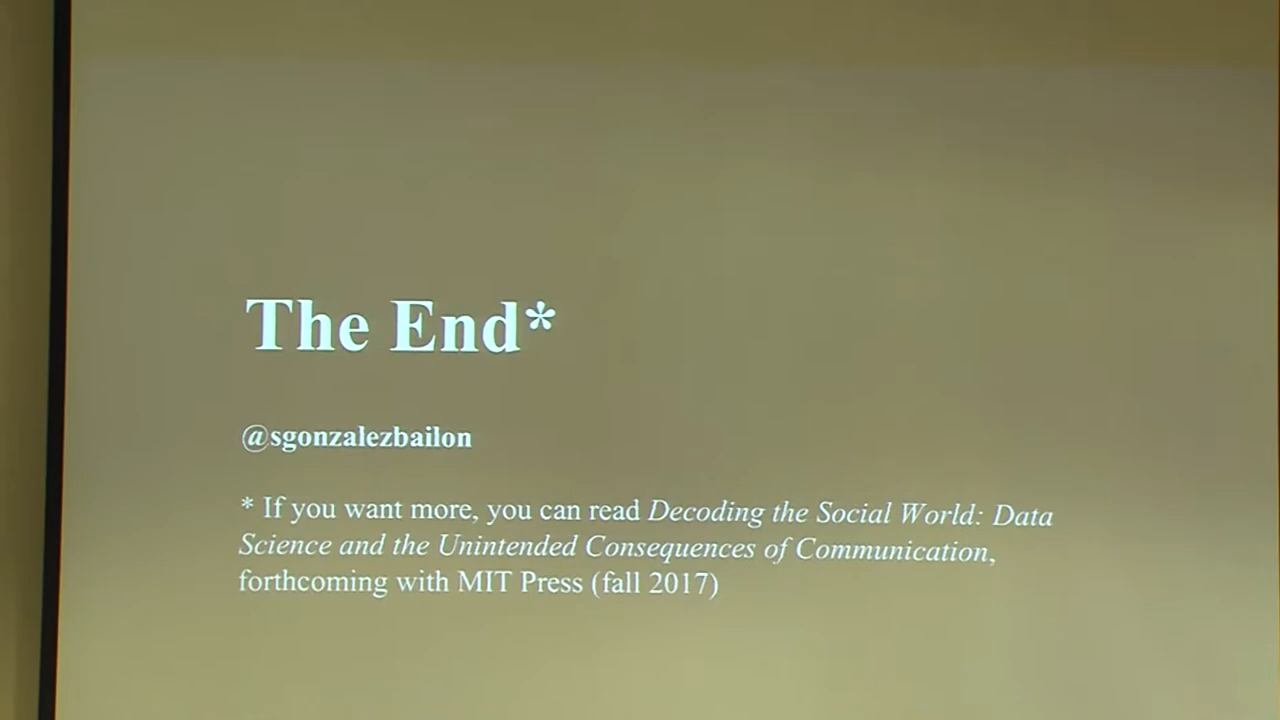 The End*
@sgonzalezbailon
* If you want more, you can read Decoding the Social World: Data
Science and the Unintended Consequences of Communication,
forthcoming with MIT Press (fall 2017)